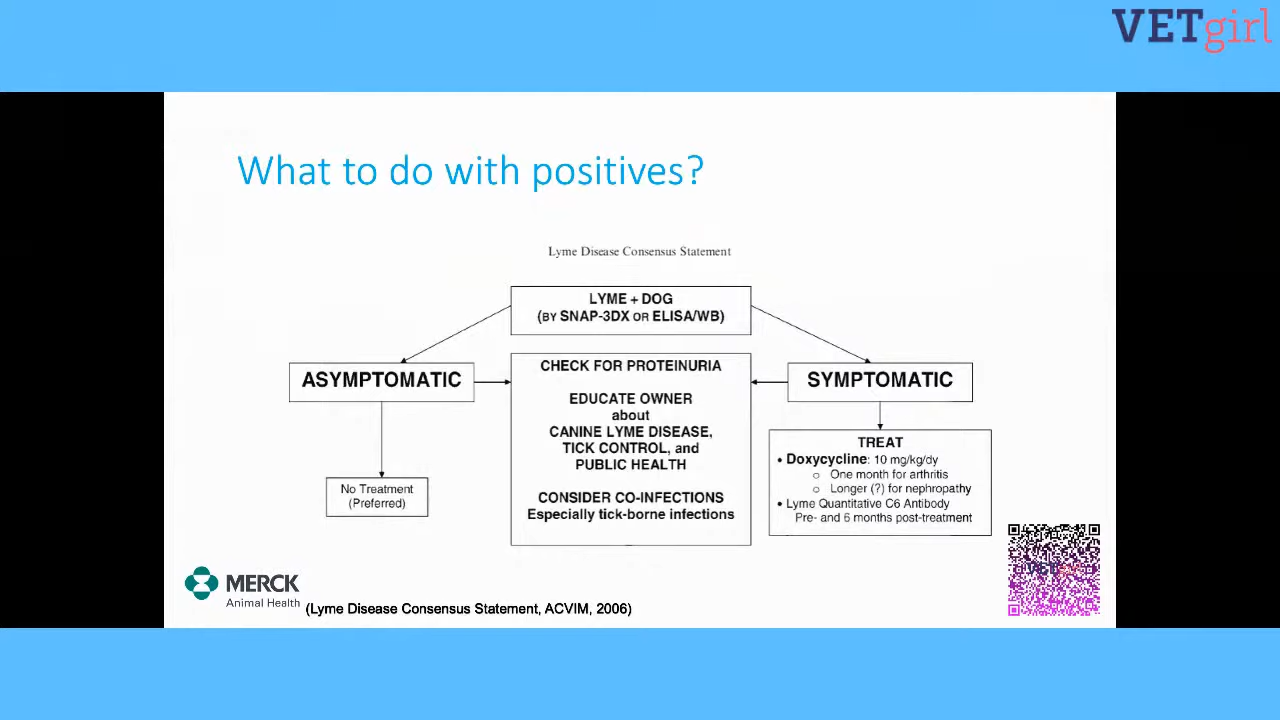 VETgirl
What to do with positives?
Lyme Disease Consensus Statement
LYME + DOG
(BY SNAP-3DX OR ELISA/WB)
ASYMPTOMATIC
CHECK FOR PROTEINURIA
EDUCATE OWNER
about
CANINE LYME DISEASE,
TICK CONTROL, and
PUBLIC HEALTH
CONSIDER CO-INFECTIONS
Especially tick-borne infections
SYMPTOMATIC
No Treatment
(Preferred)
TREAT
• Doxycycline: 10 mg/kg/dy
o One month for arthritis
o Longer (?) for nephropathy
• Lyme Quantitative C6 Antibody
Pre- and 6 months post-treatment
MERCK
Animal Health
(Lyme Disease Consensus Statement, ACVIM, 2006)
VETgirl